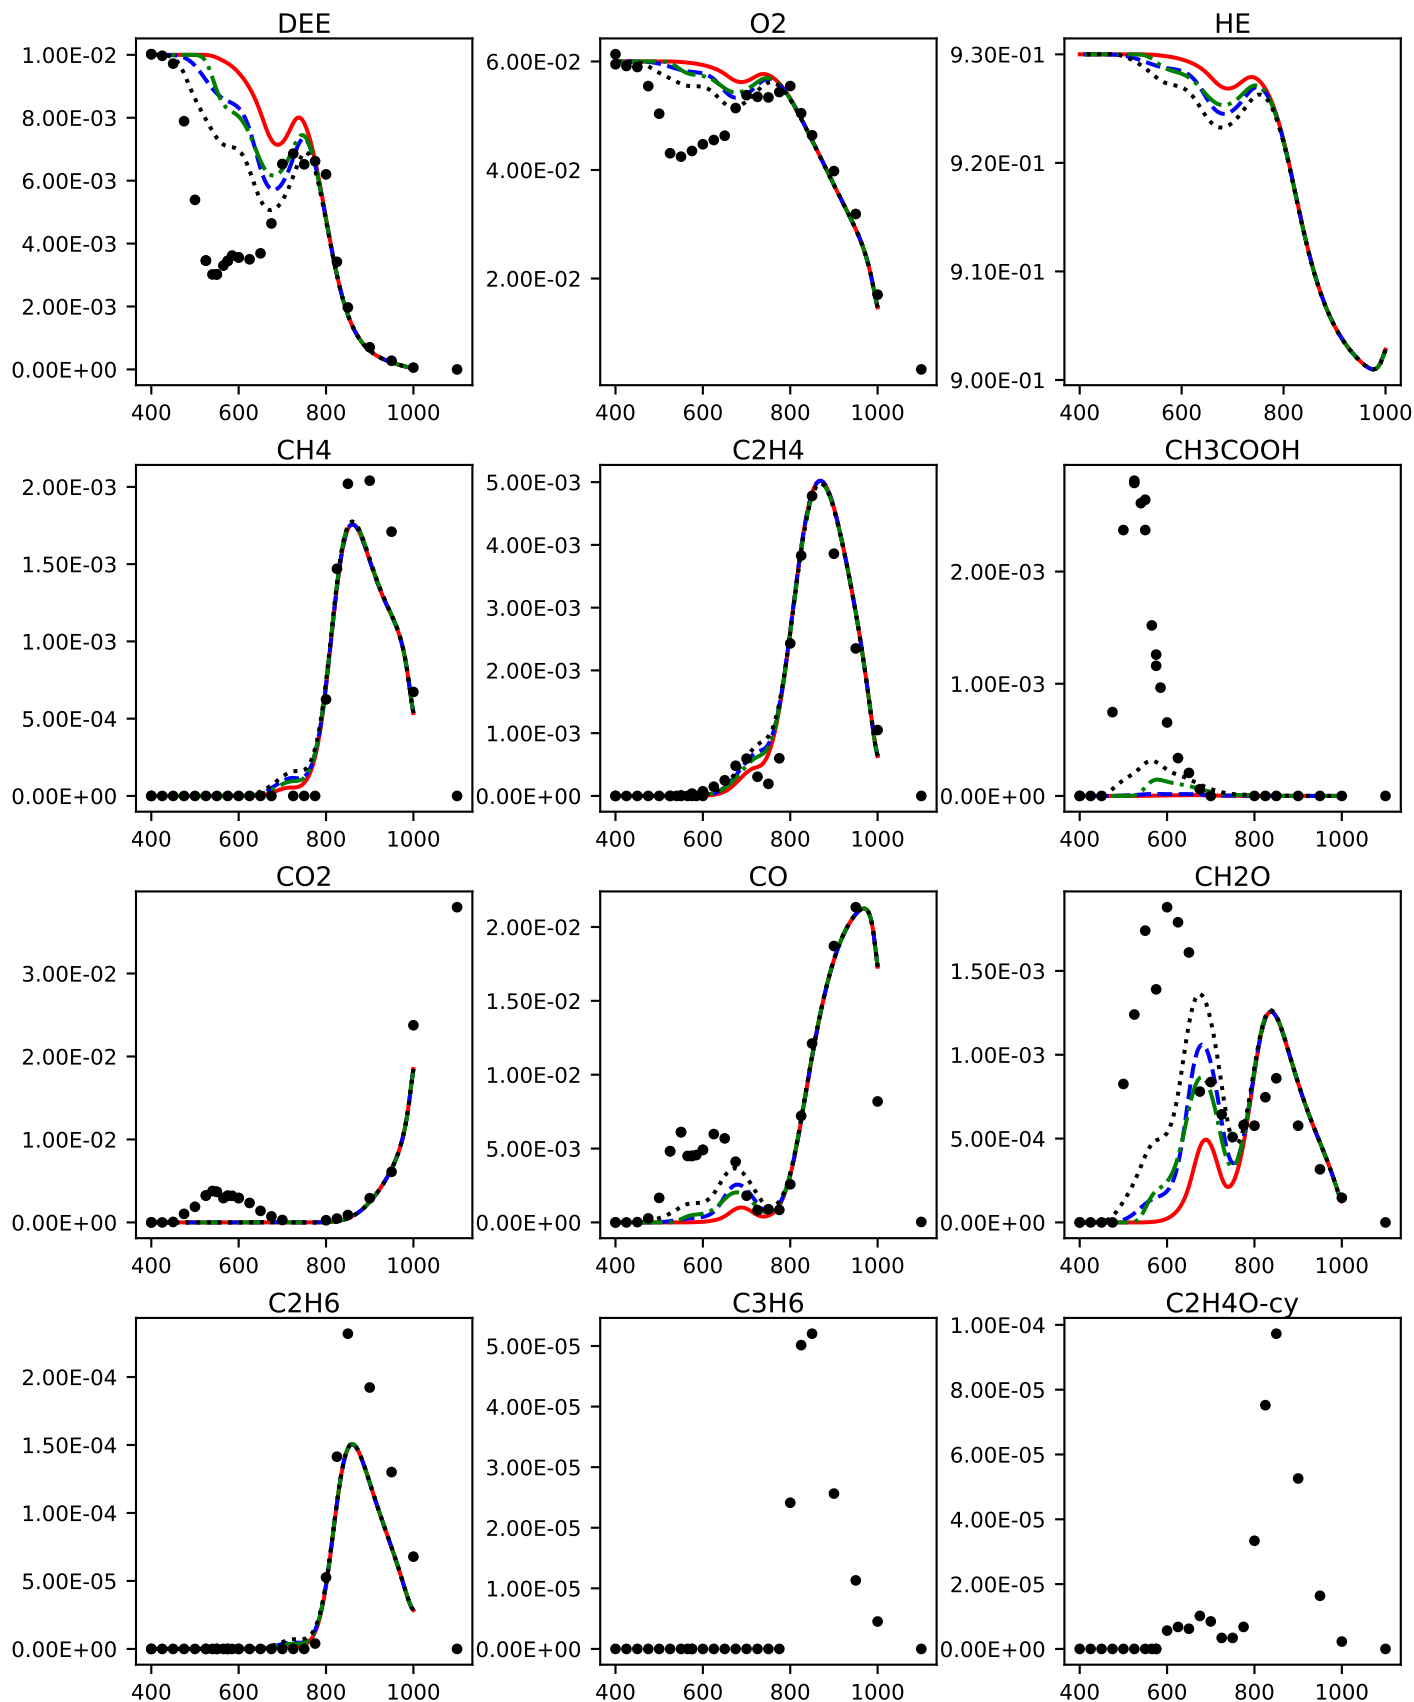 DEE
O2
HE
1.00E-02
8.00E-03
6.00E-03
4.00E-03
2.00E-03
0.00E+00
400 600 800 1000
6.00E-02
4.00E-02
2.00E-02
400 600 800 1000
9.30E-01
9.20E-01
9.10E-01
9.00E-01
400 600 800 1000
CH4
C2H4
CH3COOH
2.00E-03
1.50E-03
1.00E-03
5.00E-04
0.00E+00
400 600 800 1000
5.00E-03
4.00E-03
3.00E-03
2.00E-03
1.00E-03
0.00E+00
400 600 800 1000
2.00E-03
1.00E-03
0.00E+00
400 600 800 1000
CO2
CO
CH2O
3.00E-02
2.00E-02
1.00E-02
0.00E+00
400 600 800 1000
2.00E-02
1.50E-02
1.00E-02
5.00E-03
0.00E+00
400 600 800 1000
1.50E-03
1.00E-03
5.00E-04
0.00E+00
400 600 800 1000
C2H6
C3H6
C2H4O-cy
2.00E-04
1.50E-04
1.00E-04
5.00E-05
0.00E+00
400 600 800 1000
5.00E-05
4.00E-05
3.00E-05
2.00E-05
1.00E-05
0.00E+00
400 600 800 1000
1.00E-04
8.00E-05
6.00E-05
4.00E-05
2.00E-05
0.00E+00
400 600 800 1000